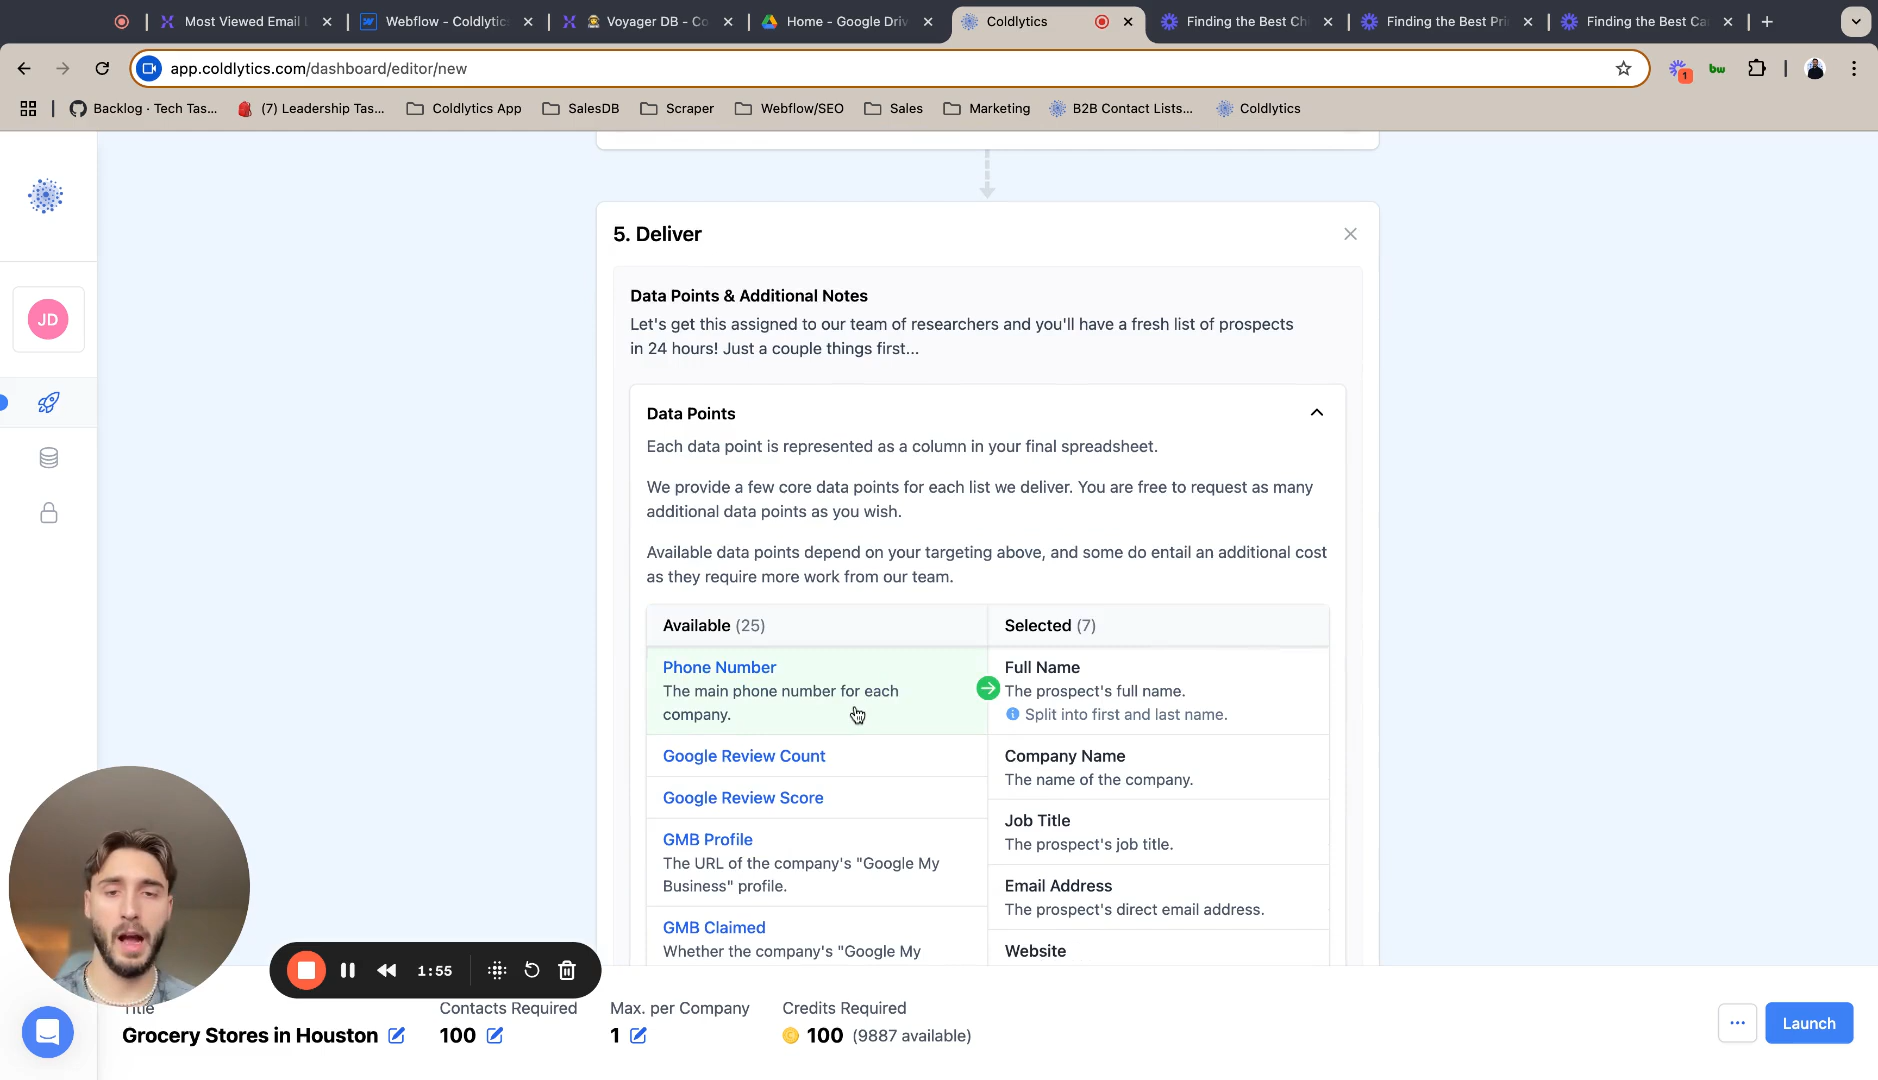 Most Viewed Email
Webflow - Coldlytic
Voyager DB - Co
Home - Google Driv
Coldlytics
Finding the Best Ch
Finding the Best Pri
Finding the Best Ca
app.coldlytics.com/dashboard/editor/new
1
bw
Backlog · Tech Tas...
(7) Leadership Tas...
Coldlytics App
SalesDB
Scraper
Webflow/SEO
Sales
Marketing
B2B Contact Lists...
Coldlytics
JD
5. Deliver
Data Points & Additional Notes
Let's get this assigned to our team of researchers and you'll have a fresh list of prospects
in 24 hours! Just a couple things first...
Data Points
Each data point is represented as a column in your final spreadsheet.
We provide a few core data points for each list we deliver. You are free to request as many
additional data points as you wish.
Available data points depend on your targeting above, and some do entail an additional cost
as they require more work from our team.
Available (25)
Phone Number
The main phone number for each
company.
Google Review Count
Google Review Score
GMB Profile
The URL of the company's "Google My
Business" profile.
GMB Claimed
Whether the company's "Google My
Selected (7)
Full Name
The prospect's full name.
Split into first and last name.
Company Name
The name of the company.
Job Title
The prospect's job title.
Email Address
The prospect's direct email address.
Website
1:55
Title
Grocery Stores in Houston
Contacts Required
100
Max. per Company
1
Credits Required
100 (9887 available)
Launch